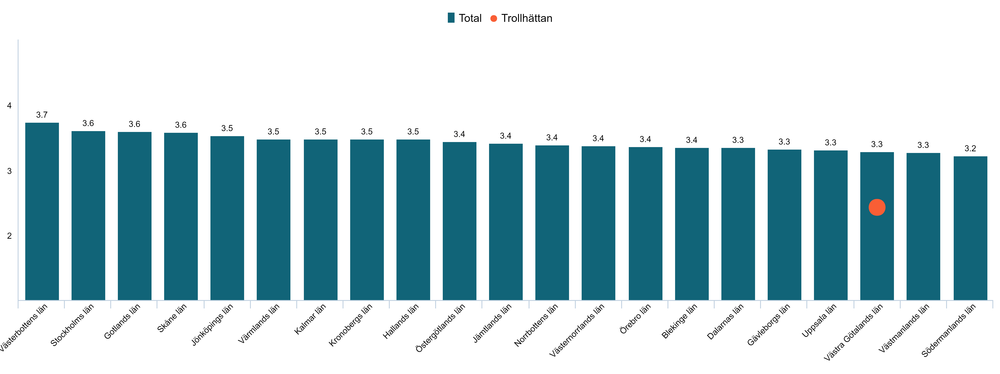 Total Trollhättan
4
3
2
3.7 3.6 3.6 3.6 3.5 3.5 3.5 3.5 3.5 3.4 3.4 3.4 3.4 3.4 3.4 3.3 3.3 3.3 3.3 3.3 3.2
Västerbottens län
Stockholms län
Gotlands län
Skåne län
Jönköpings län
Värmlands län
Kalmar län
Kronobergs län
Hallands län
Östergötlands län
Jämtlands län
Norrbottens län
Västernorrlands län
Örebro län
Blekinge län
Dalarnas län
Gävleborgs län
Uppsala län
Västra Götalands län
Västmanlands län
Södermanlands län